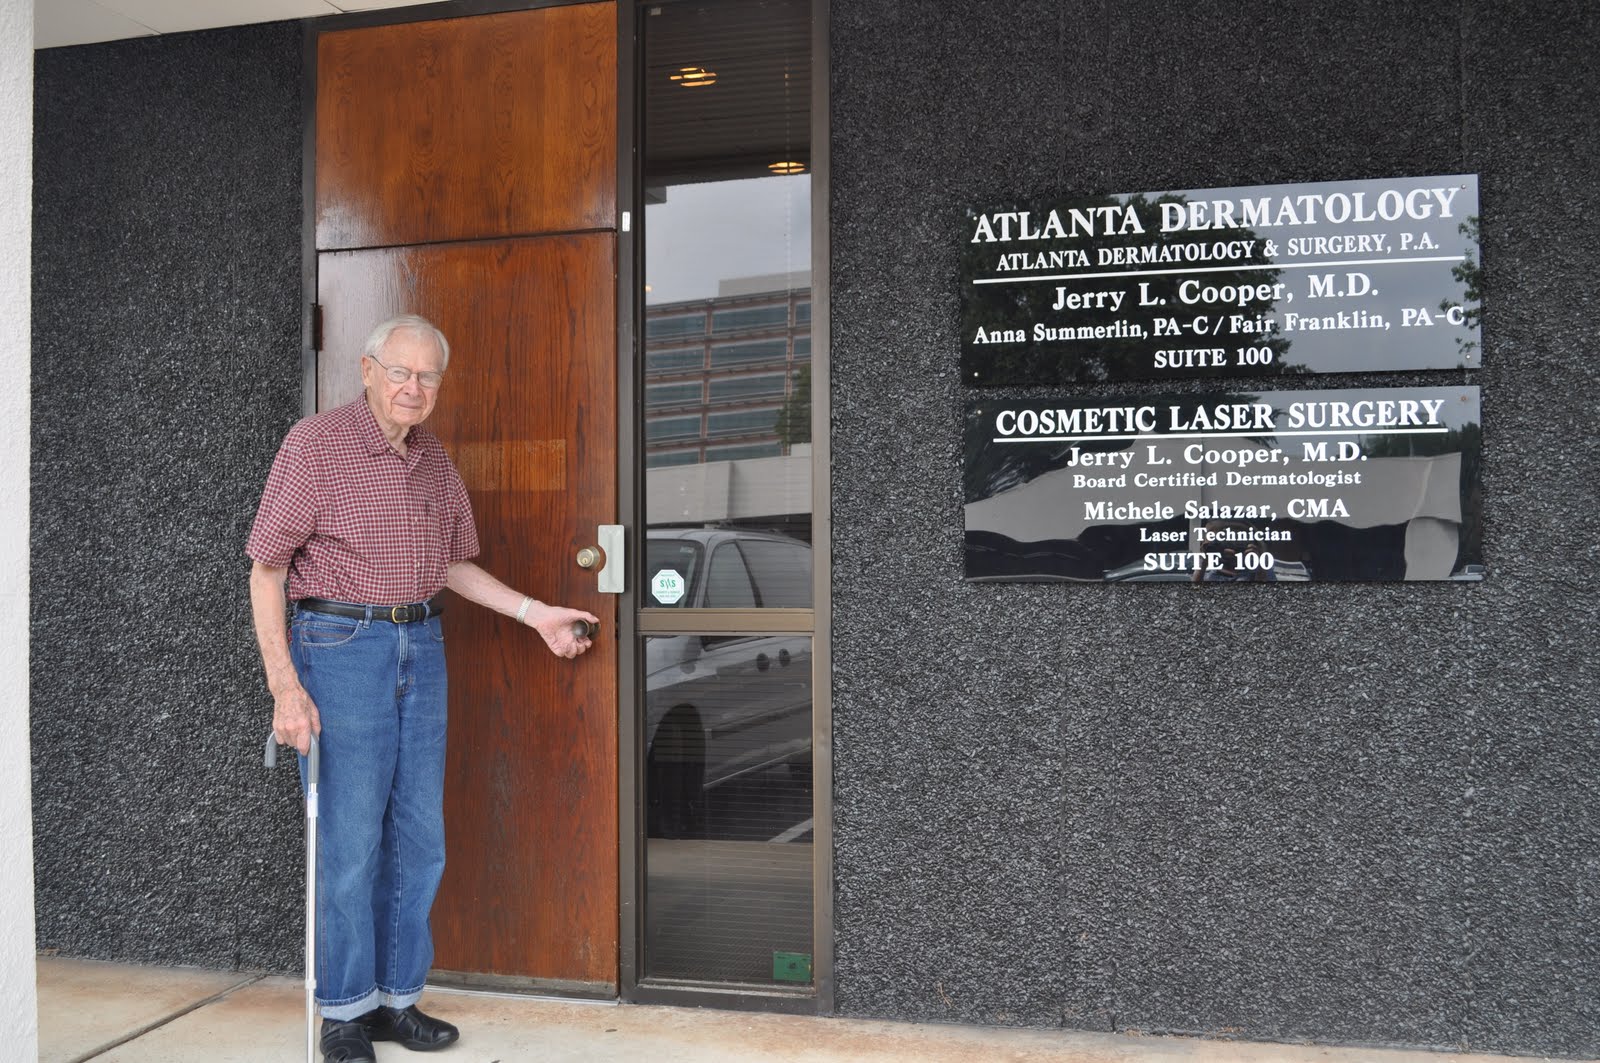 ATLANTA DERMATOLOGY
ATLANTA DERMATOLOGY & SURGERY, P.A.
Jerry L. Cooper, M.D.
Anna Summerlin, PA-C / Fair Franklin, PA-C
SUITE 100
COSMETIC LASER SURGERY
Jerry L. Cooper, M.D.
Board Certified Dermatologist
Michele Salazar, CMA
Laser Technician
SUITE 100